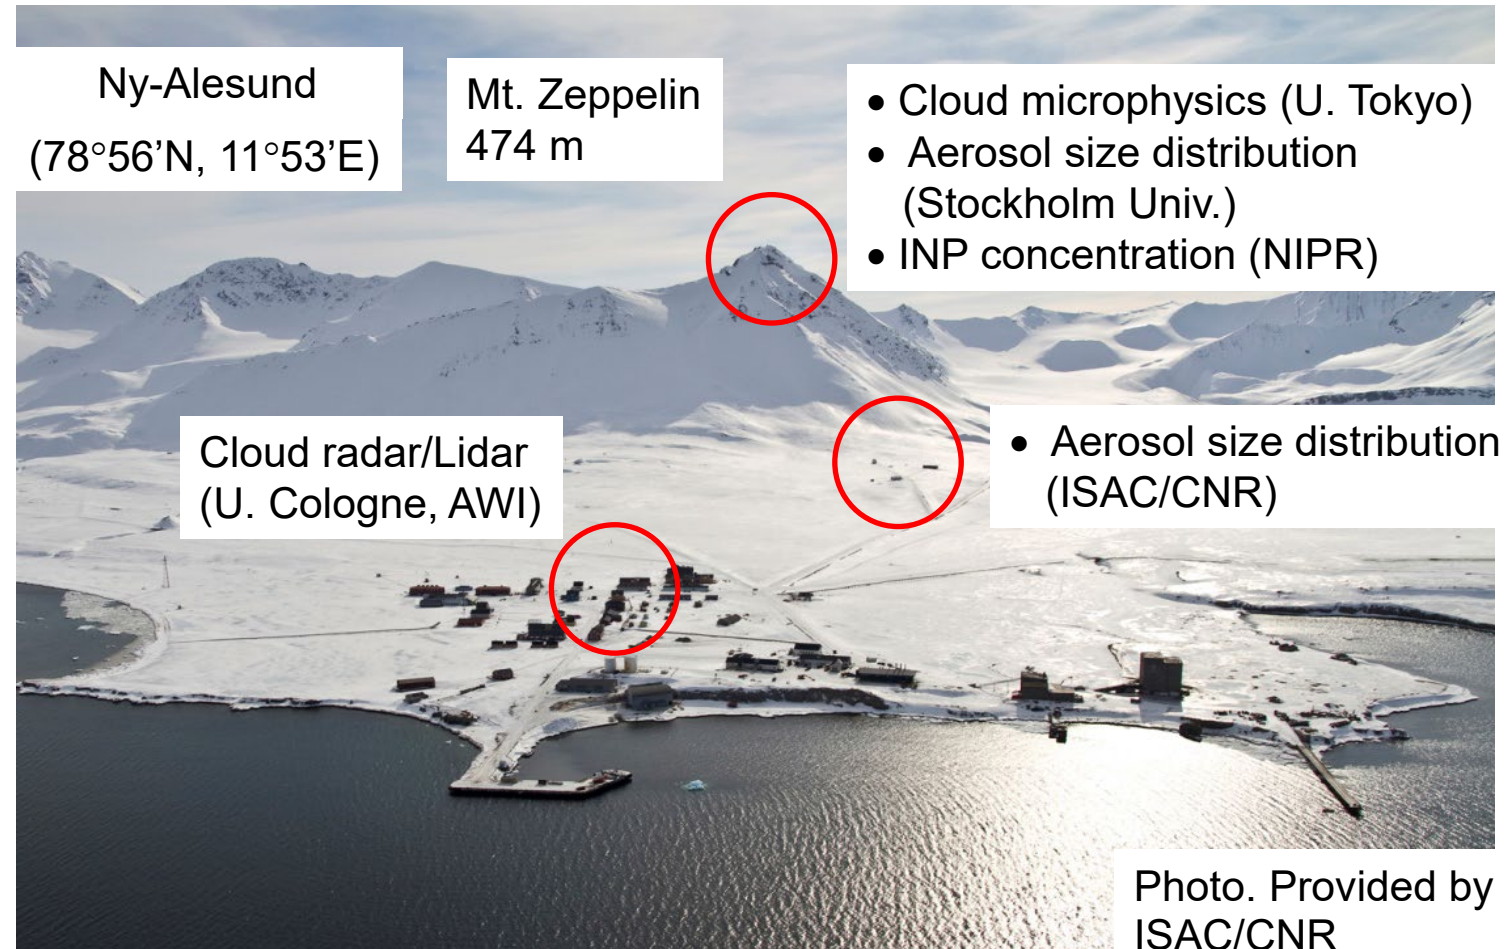 Ny-Alesund
(78°56’N, 11°53’E)
Mt. Zeppelin
474 m
• Cloud microphysics (U. Tokyo)
• Aerosol size distribution
(Stockholm Univ.)
• INP concentration (NIPR)
Cloud radar/Lidar
(U. Cologne, AWI)
• Aerosol size distribution
(ISAC/CNR)
Photo. Provided by
ISAC/CNR